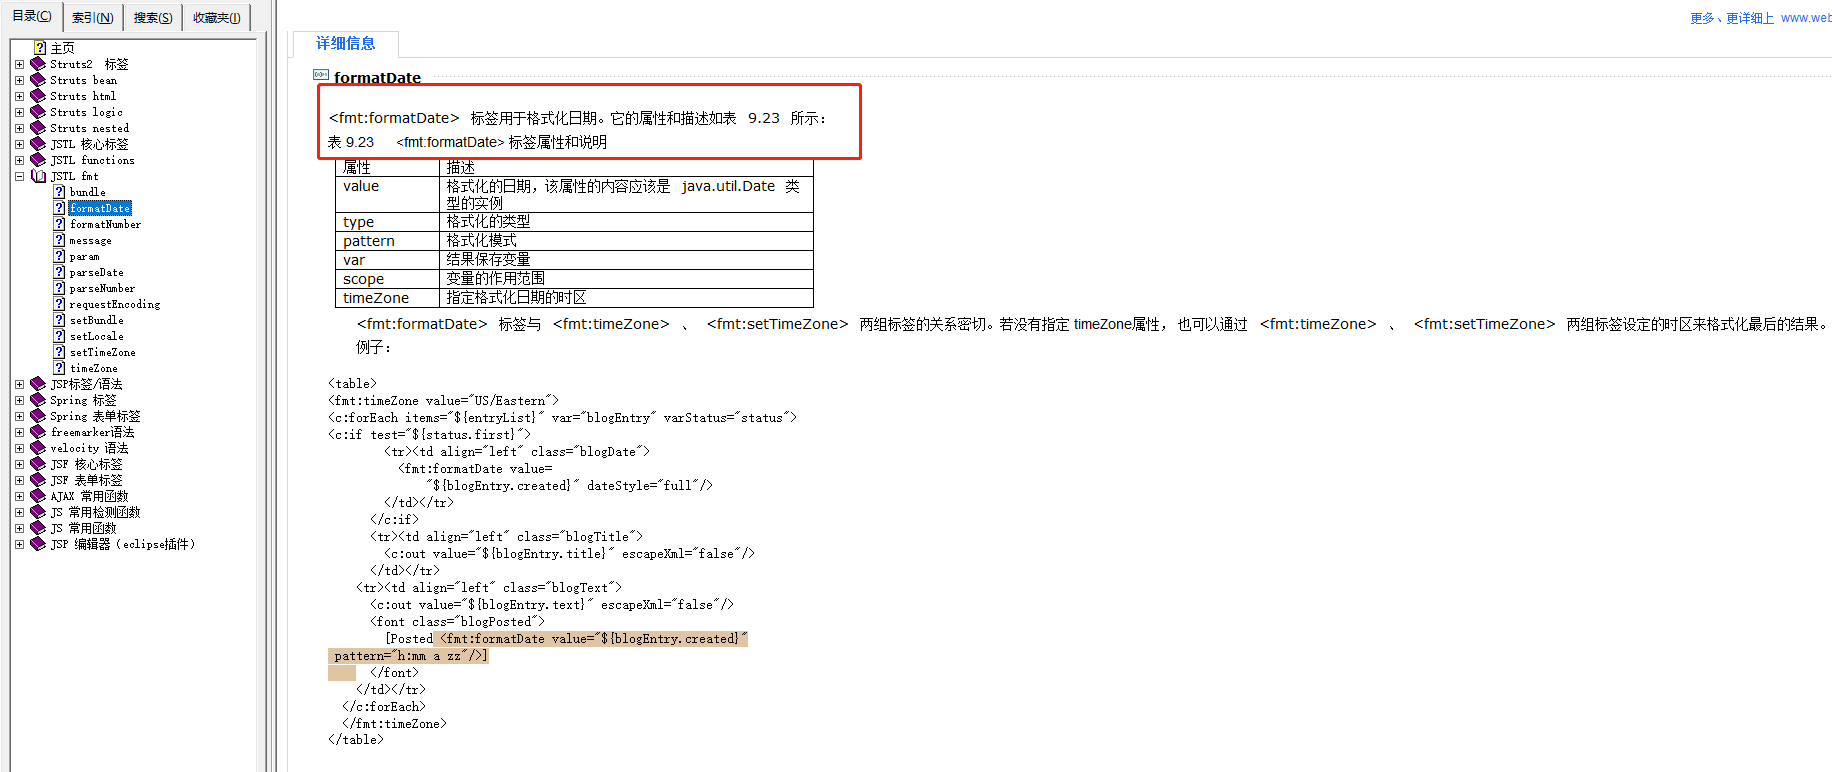 目录(C) 索引(N) 搜索(S) 收藏夹(I)
主页
Struts2 标签
Struts bean
Struts html
Struts logic
Struts nested
JSTL 核心标签
JSTL functions
JSTL fmt
bundle
formatDate
formatNumber
message
param
parseDate
parseNumber
requestEncoding
setBundle
setLocale
setTimeZone
timeZone
JSP标签/语法
Spring 标签
Spring 表单标签
freemarker语法
velocity 语法
JSF 核心标签
JSF 表单标签
AJAX 常用函数
JS 常用检测函数
JS 常用函数
JSP 编辑器（eclipse插件）
更多、更详细上 www.web
详细信息
formatDate
<fmt:formatDate> 标签用于格式化日期。它的属性和描述如表 9.23 所示：
表 9.23 <fmt:formatDate> 标签属性和说明
属性 描述
value 格式化的日期，该属性的内容应该是 java.util.Date 类
型的实例
type 格式化的类型
pattern 格式化模式
var 结果保存变量
scope 变量的作用范围
timeZone 指定格式化日期的时区
<fmt:formatDate> 标签与 <fmt:timeZone> 、 <fmt:setTimeZone> 两组标签的关系密切。若没有指定 timeZone属性，也可以通过 <fmt:timeZone> 、 <fmt:setTimeZone> 两组标签设定的时区来格式化最后的结果。
例子：
<table>
<fmt:timeZone value="US/Eastern">
<c:forEach items="${entryList}" var="blogEntry" varStatus="status">
<c:if test="${status.first}">
<tr><td align="left" class="blogDate">
<fmt:formatDate value=
"${blogEntry.created}" dateStyle="full"/>
</td></tr>
</c:if>
<tr><td align="left" class="blogTitle">
<c:out value="${blogEntry.title}" escapeXml="false"/>
</td></tr>
<tr><td align="left" class="blogText">
<c:out value="${blogEntry.text}" escapeXml="false"/>
<font class="blogPosted">
[Posted <fmt:formatDate value="${blogEntry.created}"
pattern="h:mm a zz"/>]
</font>
</td></tr>
</c:forEach>
</fmt:timeZone>
</table>